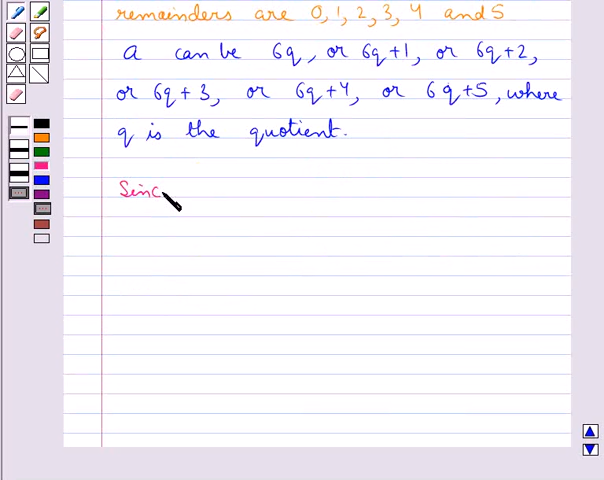 remainders are 0, 1, 2, 3, 4 and 5
a can be 6q, or 6q+1, or 6q+2,
or 6q+3, or 6q+4, or 6q+5, where
q is the quotient.
Sinc